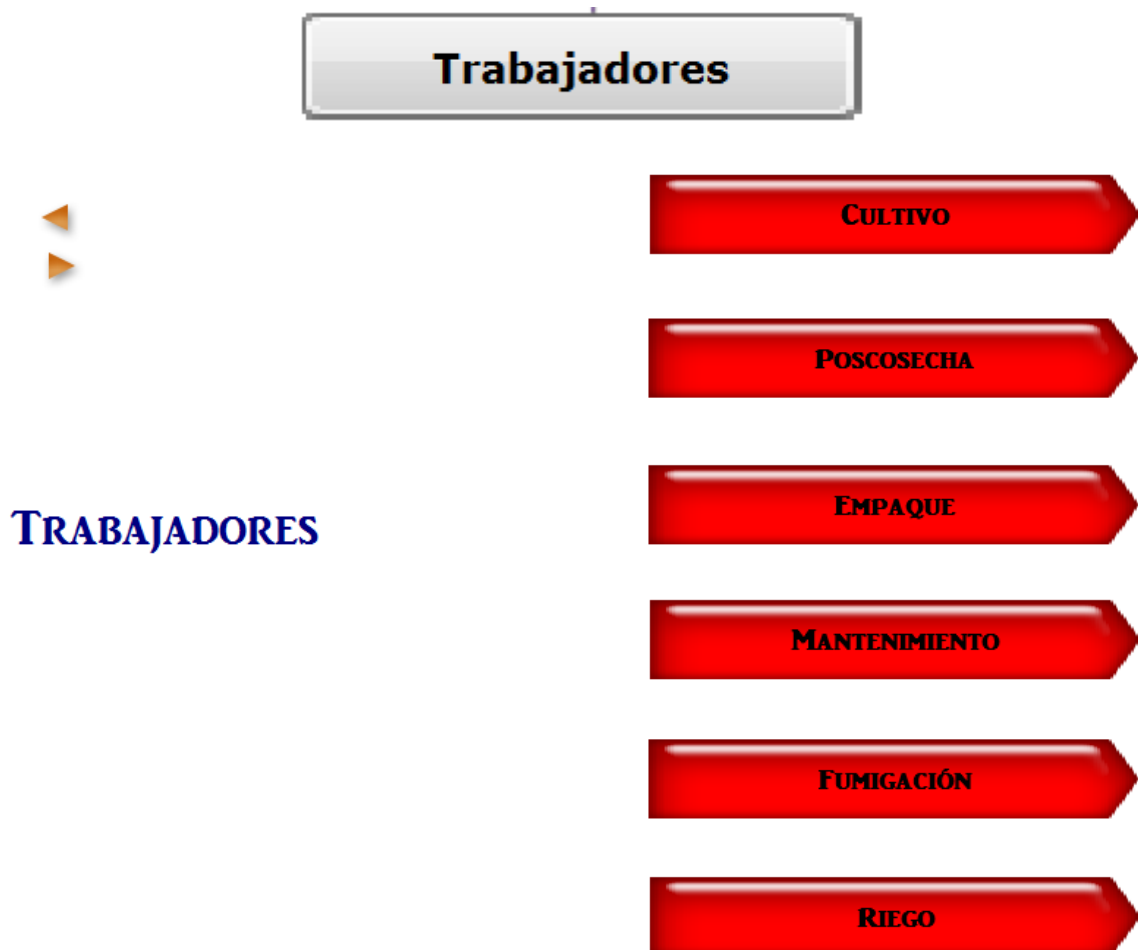 Trabajadores
CULTIVO
POSCOSECHA
EMPAQUE
TRABAJADORES
MANTENIMIENTO
FUMIGACIÓN
RIEGO